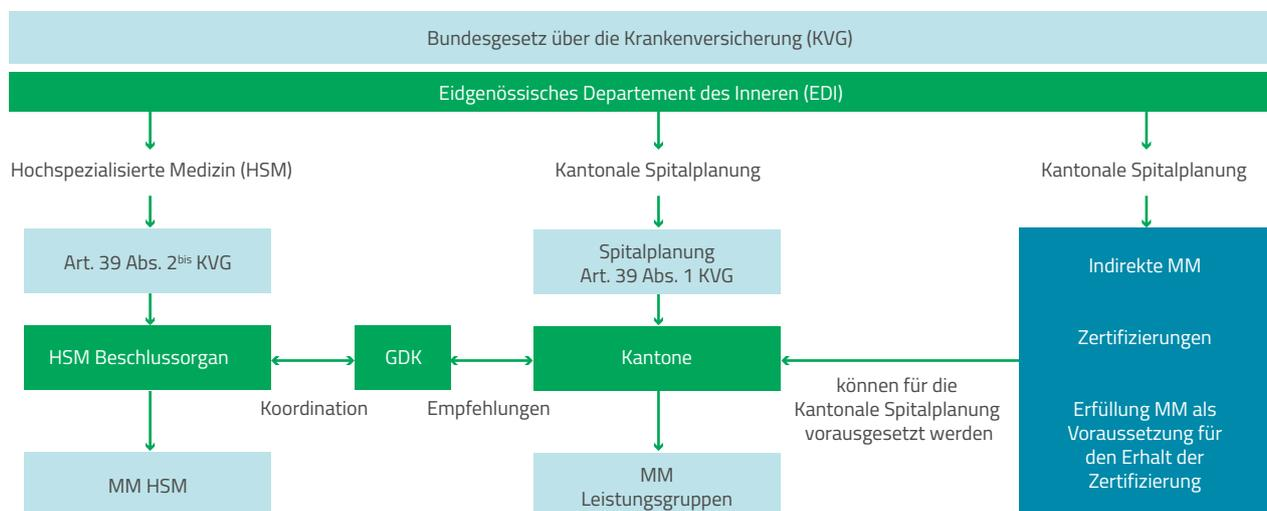 Bundesgesetz über die Krankenversicherung (KVG)
Eidgenössisches Departement des Inneren (EDI)
Hochspezialisierte Medizin (HSM)
Kantonale Spitalplanung
Kantonale Spitalplanung
Art. 39 Abs. 2bis KVG
Spitalplanung
Art. 39 Abs. 1 KVG
Indirekte MM
Zertifizierungen
Erfüllung MM als
Voraussetzung für
den Erhalt der
Zertifizierung
HSM Beschlussorgan
GDK
Kantone
Koordination
Empfehlungen
können für die
Kantonale Spitalplanung
vorausgesetzt werden
MM HSM
MM
Leistungsgruppen